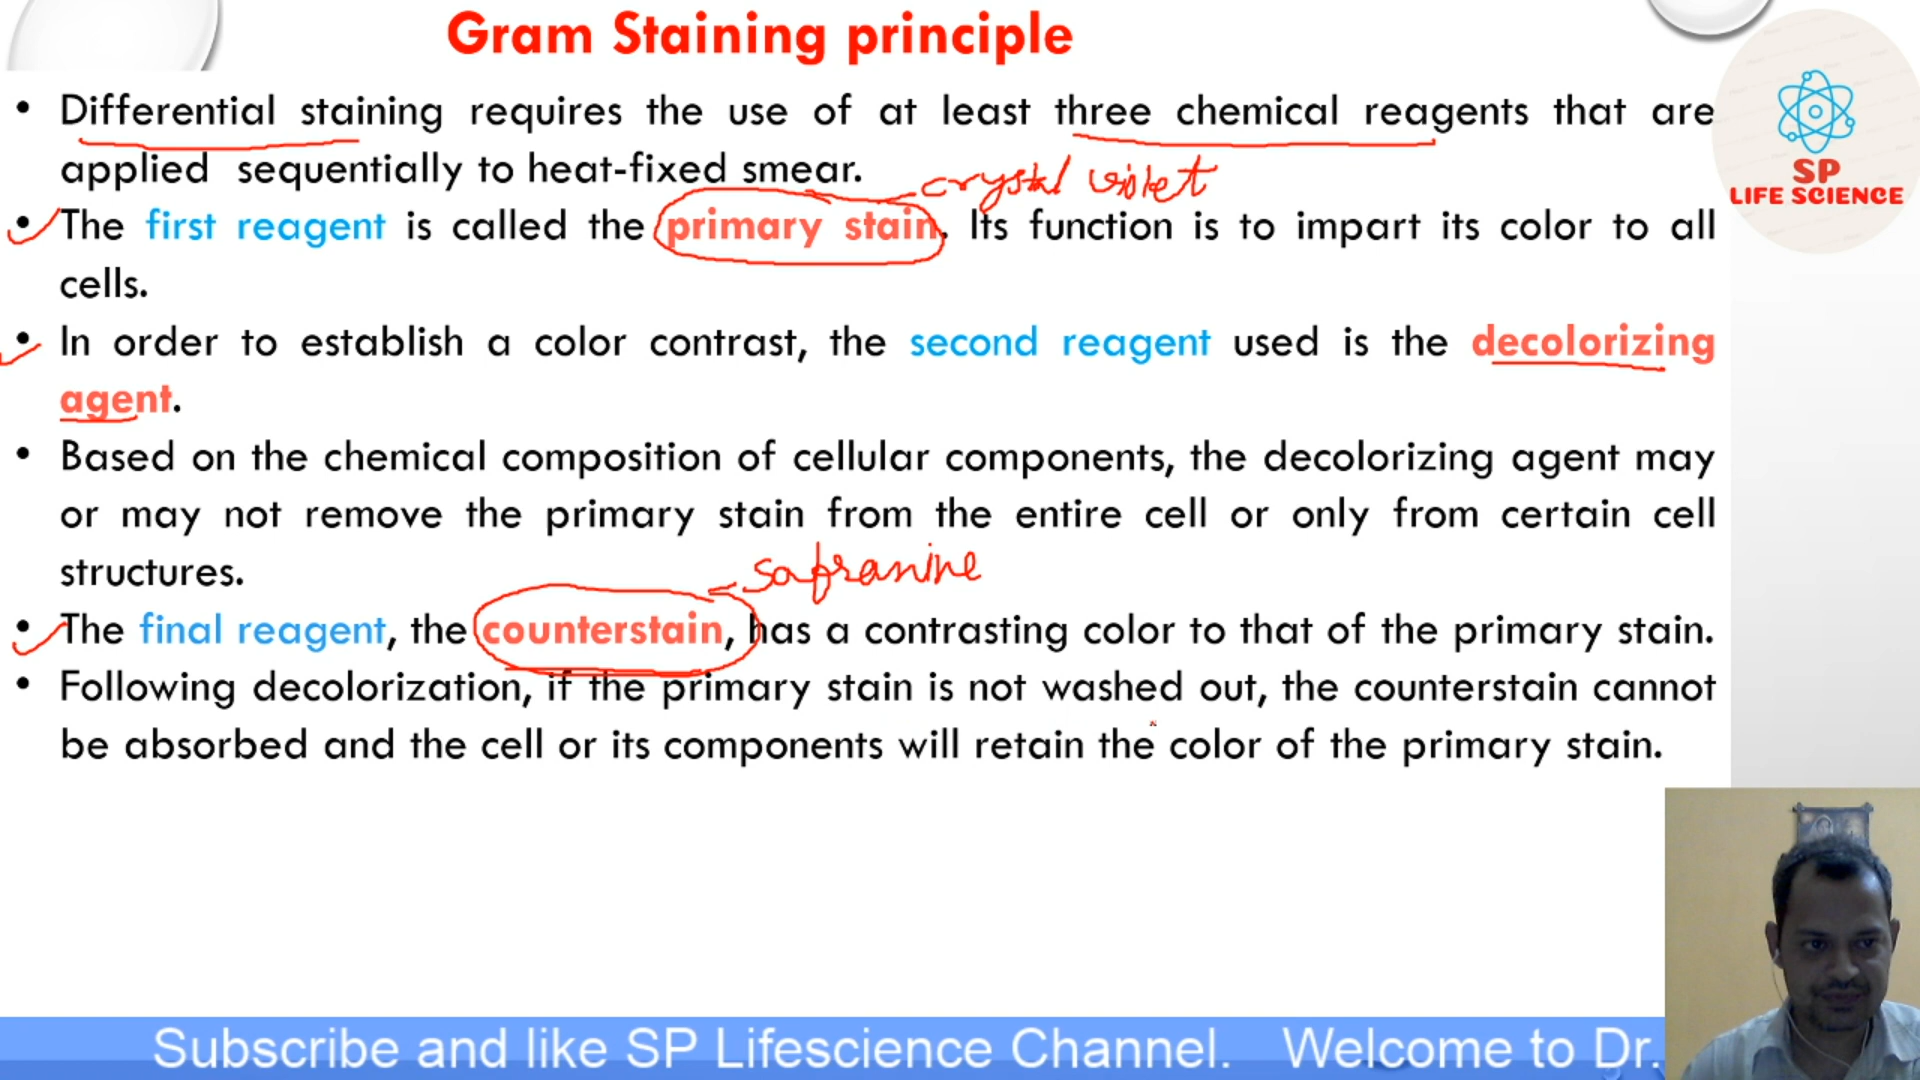 Gram Staining principle
• Differential staining requires the use of at least three chemical reagents that are
applied sequentially to heat-fixed smear.
crystal violet
• The first reagent is called the primary stain. Its function is to impart its color to all
cells.
• In order to establish a color contrast, the second reagent used is the decolorizing
agent.
• Based on the chemical composition of cellular components, the decolorizing agent may
or may not remove the primary stain from the entire cell or only from certain cell
structures.
safranine
• The final reagent, the counterstain, has a contrasting color to that of the primary stain.
• Following decolorization, if the primary stain is not washed out, the counterstain cannot
be absorbed and the cell or its components will retain the color of the primary stain.
SP
LIFE SCIENCE
Subscribe and like SP Lifescience Channel. Welcome to Dr.